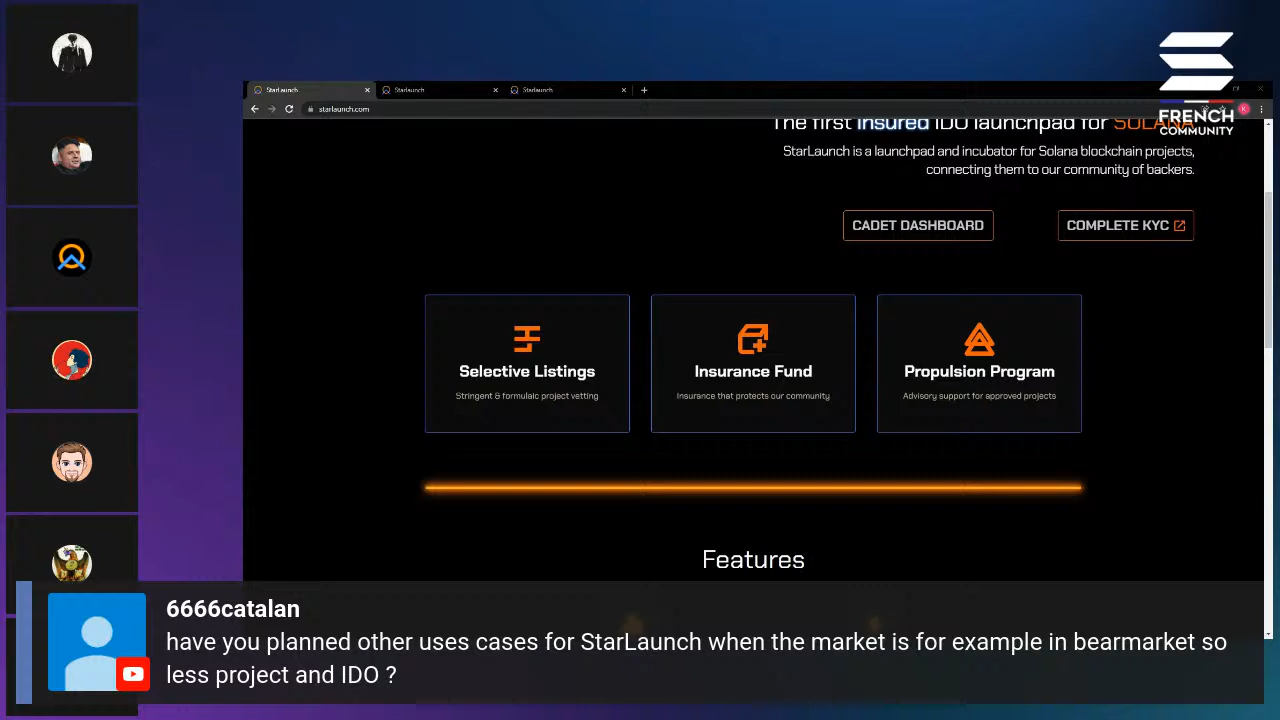 StarLaunch
StarLaunch
StarLaunch
starlaunch.com
The first insured IDO launchpad for SOLANA
StarLaunch is a launchpad and incubator for Solana blockchain projects,
connecting them to our community of backers.
FRENCH
COMMUNITY
K
CADET DASHBOARD
COMPLETE KYC
Selective Listings
Stringent & formulaic project vetting
Insurance Fund
Insurance that protects our community
Propulsion Program
Advisory support for approved projects
Features
6666catalan
have you planned other uses cases for StarLaunch when the market is for example in bearmarket so
less project and IDO ?